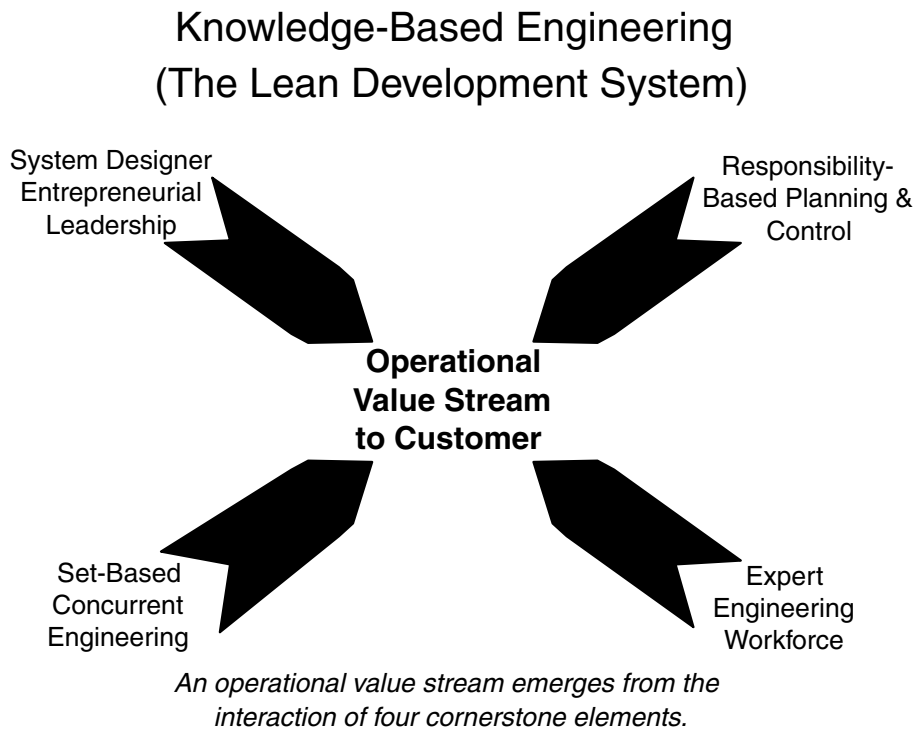 Knowledge-Based Engineering
(The Lean Development System)
System Designer
Entrepreneurial
Leadership
Responsibility-
Based Planning &
Control
Operational
Value Stream
to Customer
Set-Based
Concurrent
Engineering
Expert
Engineering
Workforce
An operational value stream emerges from the
interaction of four cornerstone elements.